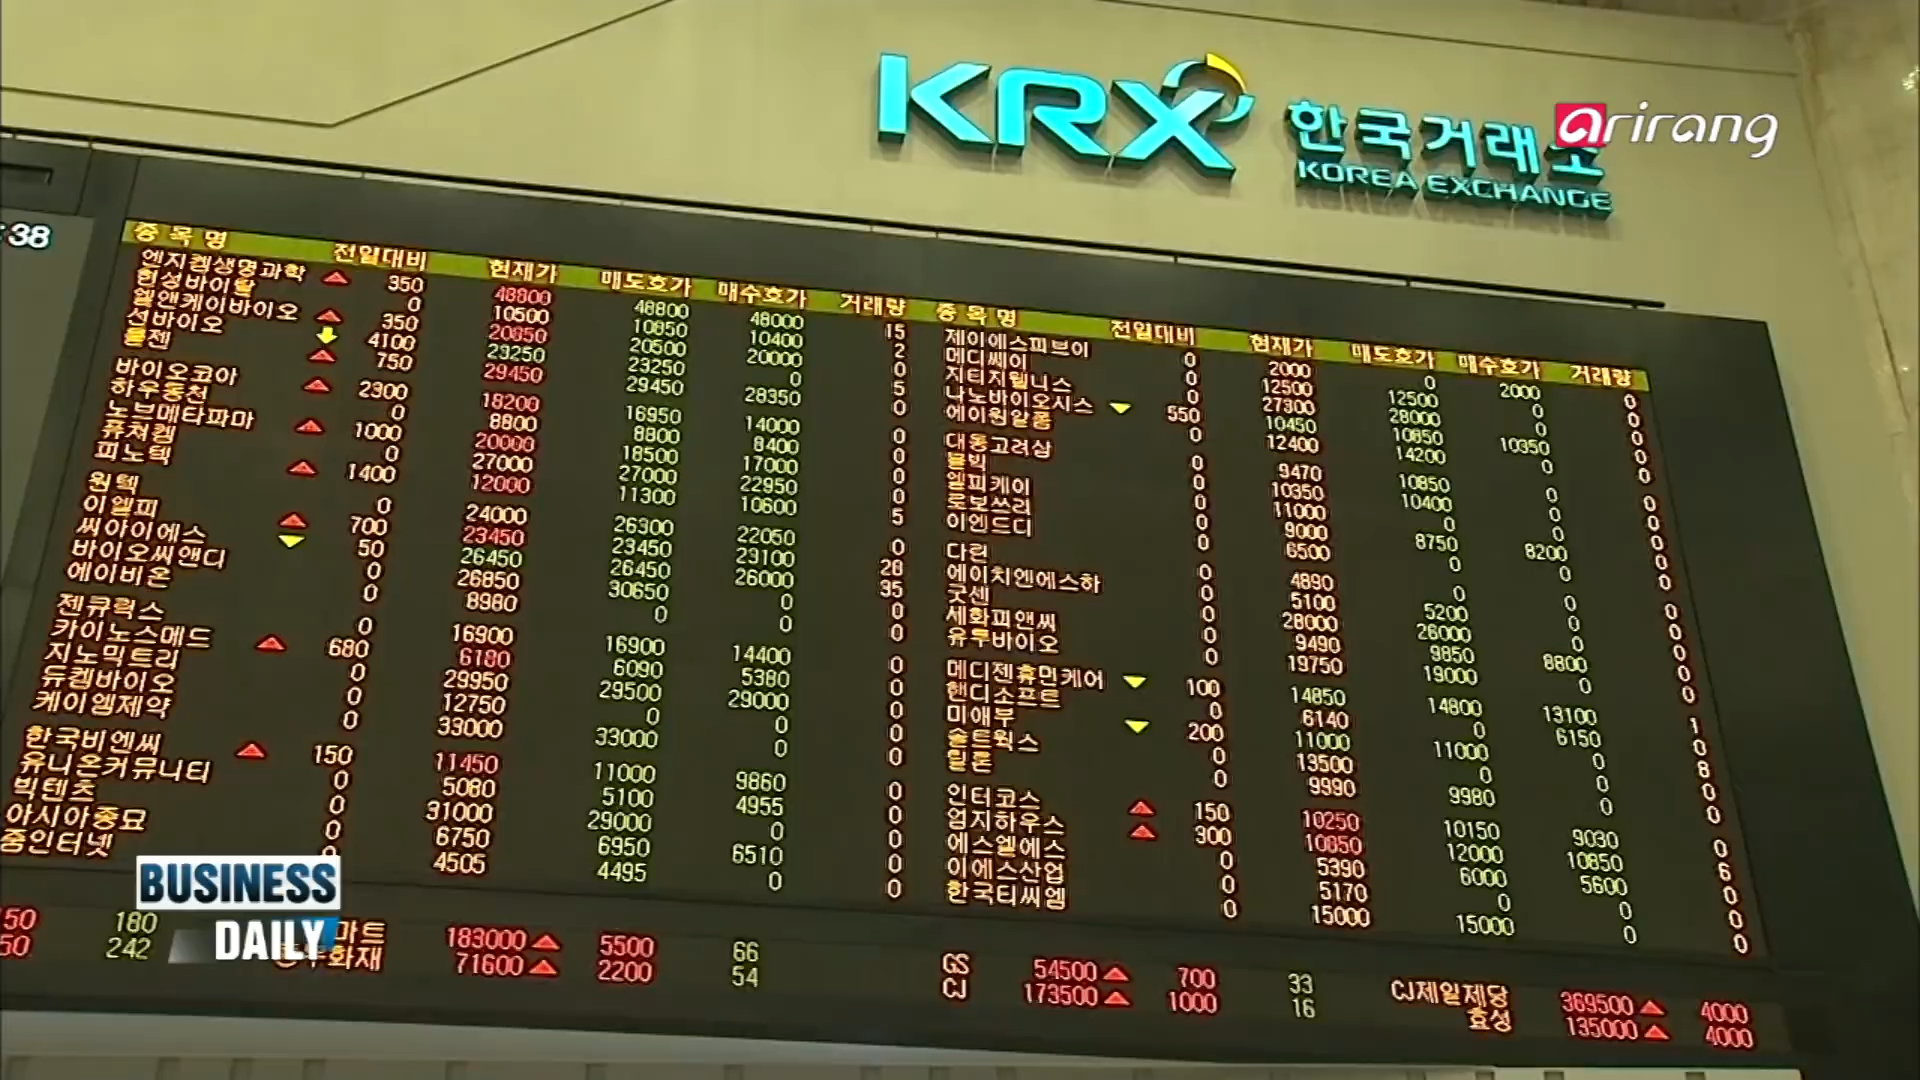 KRX 한국거래소
KOREA EXCHANGE
arirang
:38
종목명 전일대비 현재가 매도호가 매수호가 거래량
엔지켐생명과학 ▲ 350 48800 48800 48000 15
현성바이탈 0 10500 10850 10400 2
엘앤케이바이오 ▲ 350 20850 20500 20000 0
선바이오 ⬇ 4100 23250 23250 0 5
툴젠 ▲ 750 29450 29450 28350 0
바이오코아 ▲ 2300 18200 16950 14000 0
하우동천 0 8800 8800 8400 0
노브메타파마 ▲ 1000 20000 18500 17000 0
퓨쳐켐 0 27000 27000 22950 0
피노텍 ▲ 1400 12000 11300 10600 5
원텍 0 24000 26300 22050 0
이엘피 ▲ 700 23450 23450 23100 28
씨아이에스 ▼ 50 26450 26450 26000 35
바이오씨앤디 0 26850 30650 0 0
에이비온 0 8980 0 0 0
젠큐릭스 0 16900 16900 14400 0
카이노스메드 ▲ 680 6180 6090 5380 0
지노믹트리 0 29950 29500 29000 0
듀켐바이오 0 12750 0 0 0
케이엠제약 0 33000 33000 0 0
한국비엔씨 ▲ 150 11450 11000 9860 0
유니온커뮤니티 0 5080 5100 4955 0
빅텐츠 0 31000 29000 0 0
아시아종묘 0 6750 6950 6510 0
줌인터넷 0 4505 4495 0 0
종목명 전일대비 현재가 매도호가 매수호가 거래량
제이에스피브이 0 2000 0 2000 0
메디쎄이 0 12500 12500 0 0
지티지웰니스 0 27300 28000 0 0
나노바이오시스 ▼ 550 10450 10850 10350 0
에이원알폼 0 12400 14200 0 0
대동고려삼 0 9470 10850 0 0
볼빅 0 10350 10400 0 0
엘피케이 0 11000 0 0 0
로보쓰리 0 9000 8750 8200 0
이엔드디 0 6500 0 0 0
다린 0 4890 0 0 0
에이치엔에스하 0 5100 5200 0 0
굿센 0 28000 26000 0 0
세화피앤씨 0 9490 9850 8800 0
유투바이오 0 19750 19000 0 0
메디젠휴먼케어 ▼ 100 14850 14800 13100 1
핸디소프트 0 6140 0 6150 0
미애부 ▼ 200 11000 11000 0 8
솔트웍스 0 13500 0 0 0
틸론 0 9990 9980 0 0
인터코스 ▲ 150 10250 10150 9030 0
엄지하우스 ▲ 300 10850 12000 10850 6
에스엘에스 0 5390 6000 5600 0
이에스산업 0 5170 0 0 0
한국티씨엠 0 15000 15000 0 0
BUSINESS
DAILY
50 180 마트 183000 ▲ 5500 66 GS 54500 ▲ 700 33 CJ제일제당 369500 ▲ 4000
50 242 화재 71600 ▲ 2200 54 CJ 173500 ▲ 1000 16 효성 135000 ▲ 4000